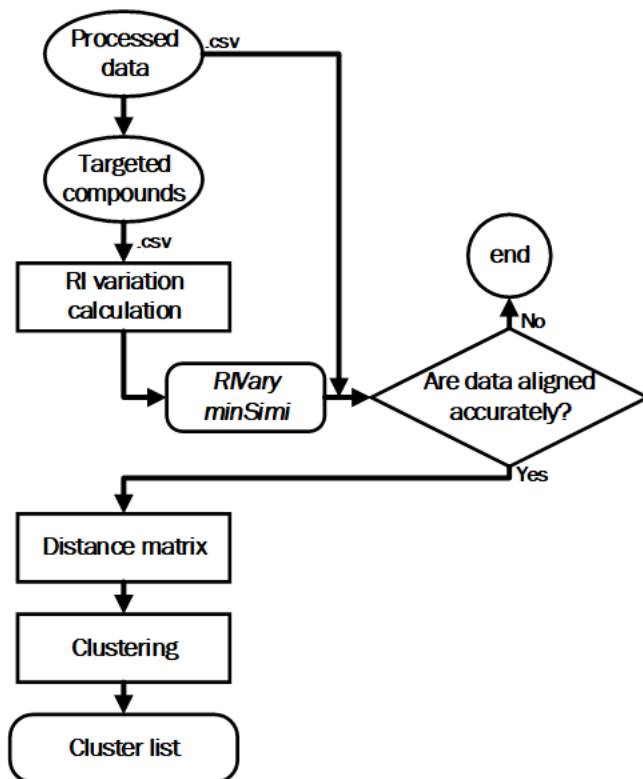 Processed
data
.csv
Targeted
compounds
.csv
RI variation
calculation
end
No
RIVary
minSimi
Are data aligned
accurately?
Yes
Distance matrix
Clustering
Cluster list